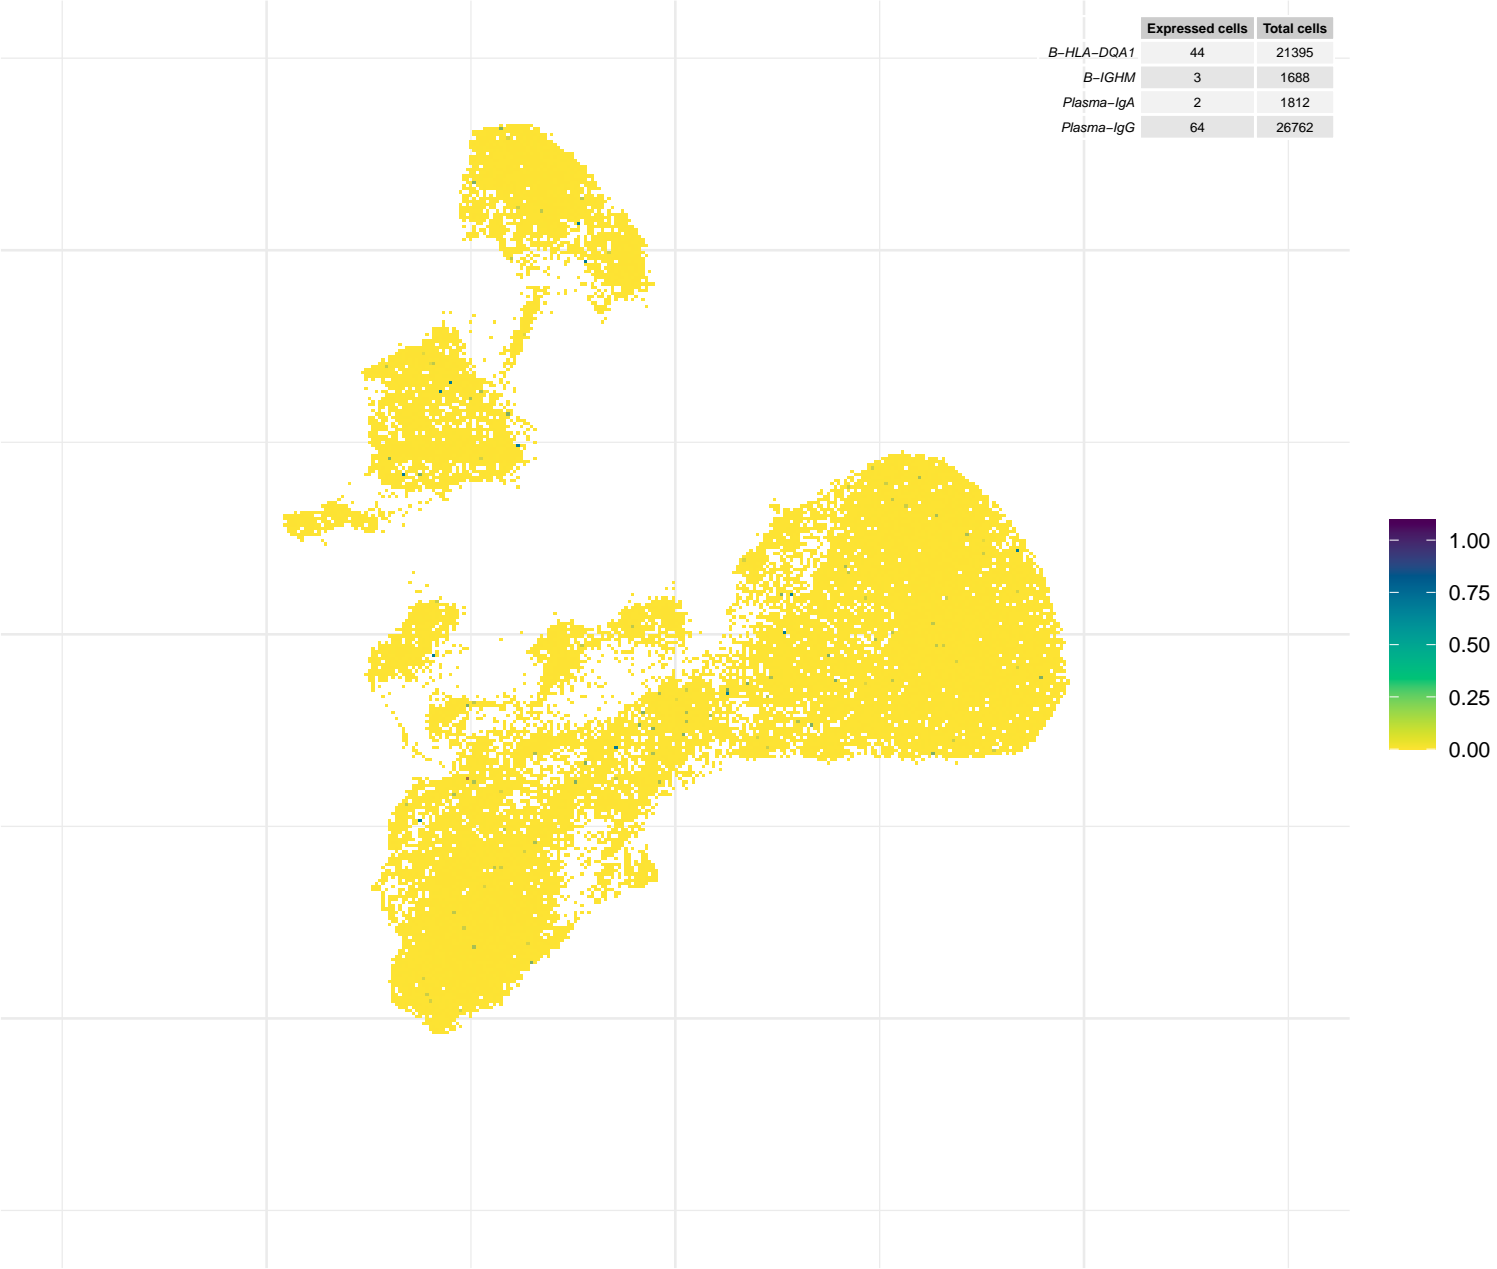 Expressed cells Total cells
B−HLA−DQA1 44 21395
B−IGHM 3 1688
Plasma−IgA 2 1812
Plasma−IgG 64 26762
1.00
0.75
0.50
0.25
0.00